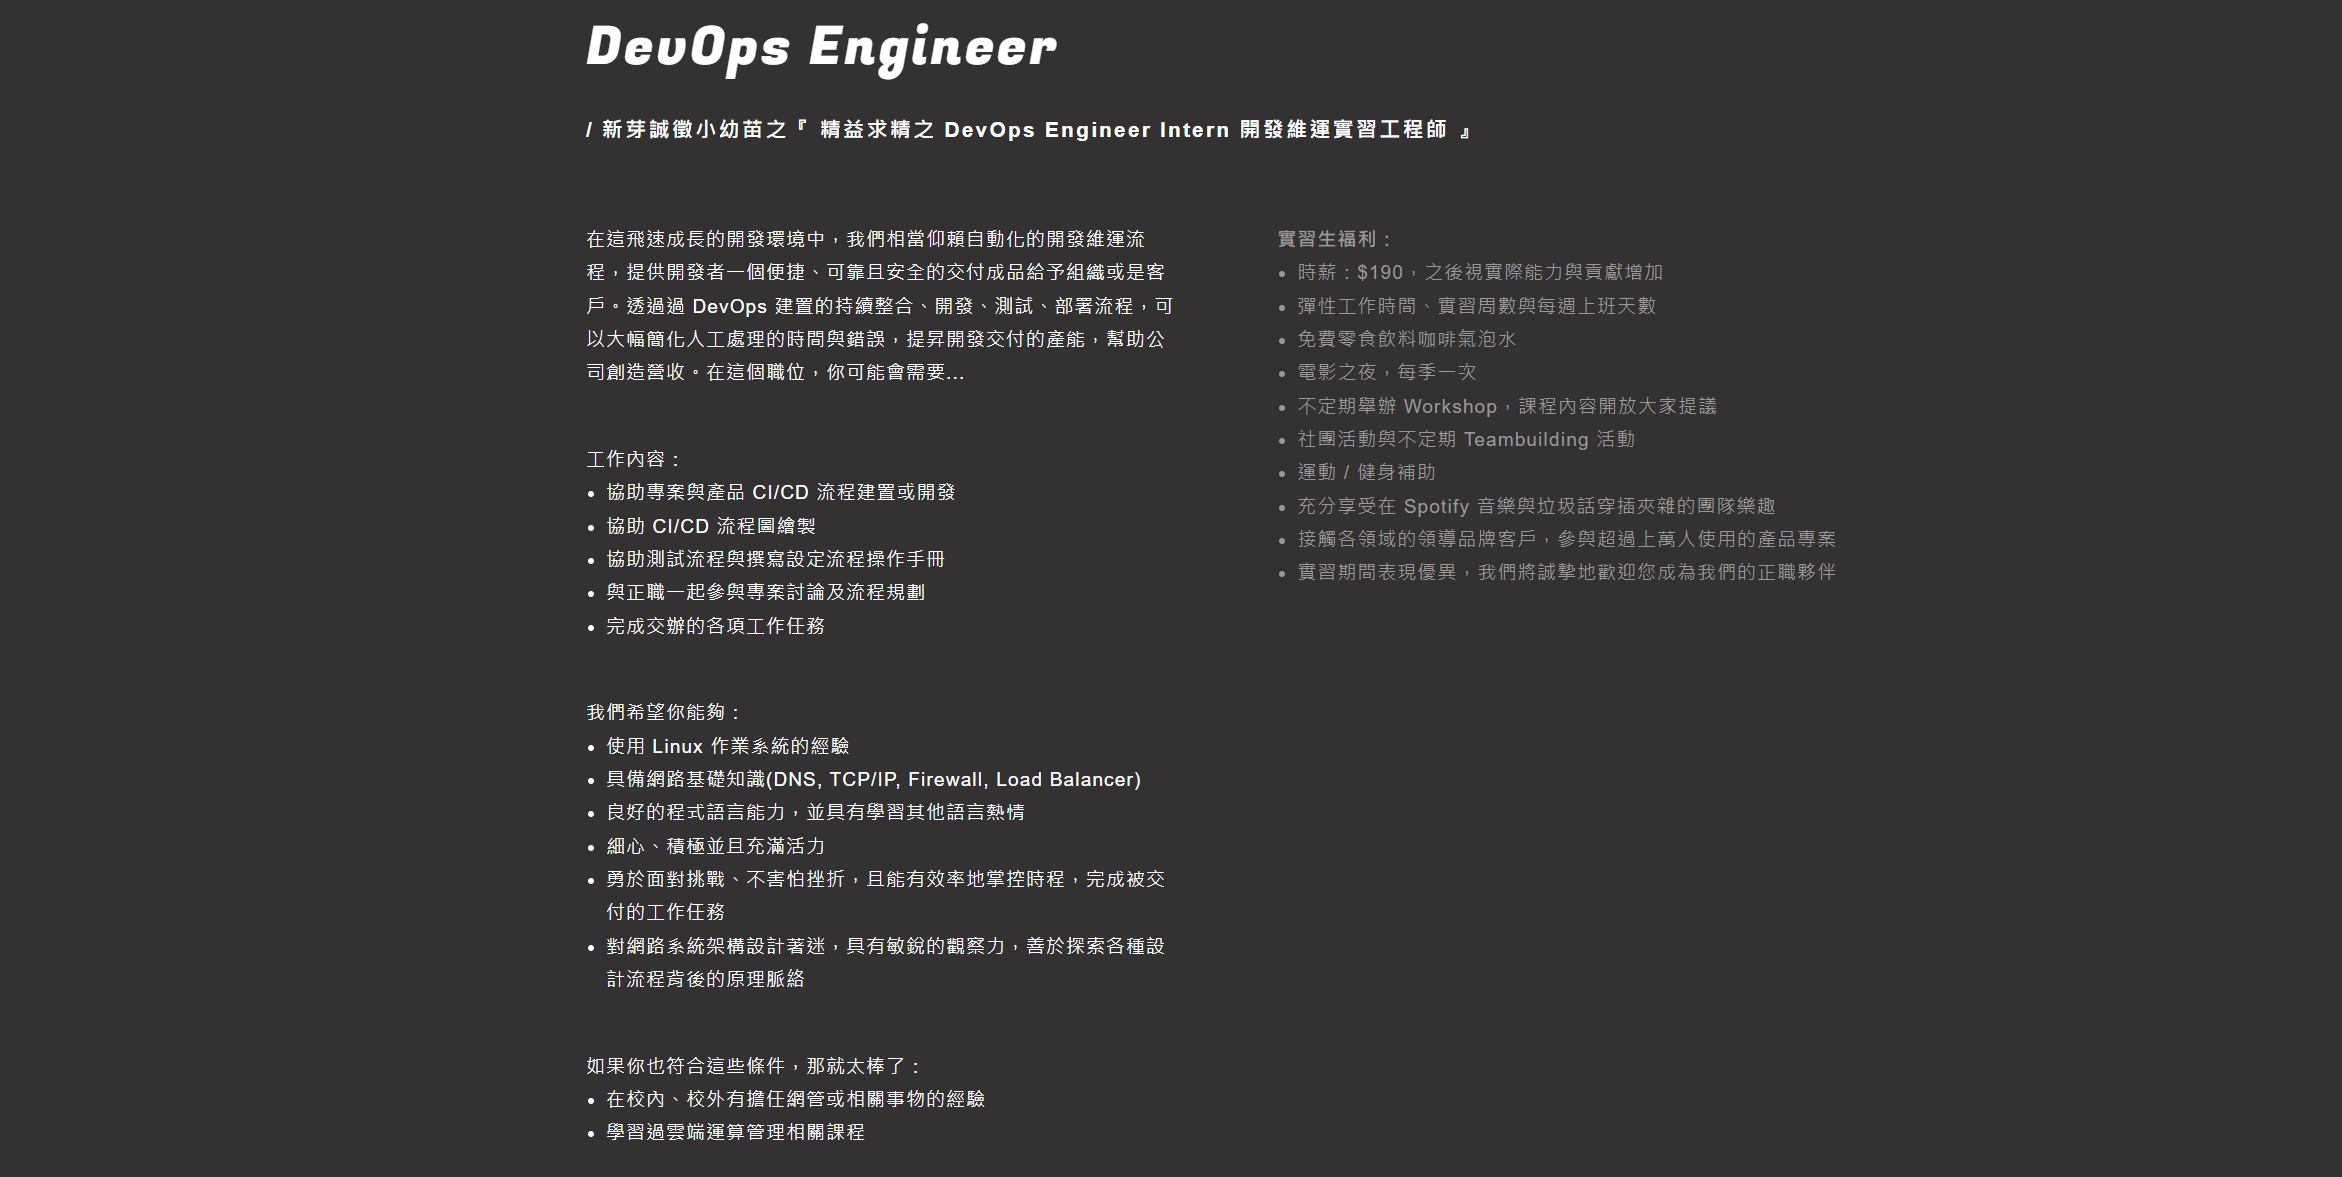 DevOps Engineer
/ 新芽誠徵小幼苗之『 精益求精之 DevOps Engineer Intern 開發維運實習工程師 』
在這飛速成長的開發環境中，我們相當仰賴自動化的開發維運流
程，提供開發者一個便捷、可靠且安全的交付成品給予組織或是客
戶。透過過 DevOps 建置的持續整合、開發、測試、部署流程，可
以大幅簡化人工處理的時間與錯誤，提昇開發交付的產能，幫助公
司創造營收。在這個職位，你可能會需要...
工作內容：
• 協助專案與產品 CI/CD 流程建置或開發
• 協助 CI/CD 流程圖繪製
• 協助測試流程與撰寫設定流程操作手冊
• 與正職一起參與專案討論及流程規劃
• 完成交辦的各項工作任務
我們希望你能夠：
• 使用 Linux 作業系統的經驗
• 具備網路基礎知識(DNS, TCP/IP, Firewall, Load Balancer)
• 良好的程式語言能力，並具有學習其他語言熱情
• 細心、積極並且充滿活力
• 勇於面對挑戰、不害怕挫折，且能有效率地掌控時程，完成被交
付的工作任務
• 對網路系統架構設計著迷，具有敏銳的觀察力，善於探索各種設
計流程背後的原理脈絡
如果你也符合這些條件，那就太棒了：
• 在校內、校外有擔任網管或相關事物的經驗
• 學習過雲端運算管理相關課程
實習生福利：
• 時薪：$190，之後視實際能力與貢獻增加
• 彈性工作時間、實習周數與每週上班天數
• 免費零食飲料咖啡氣泡水
• 電影之夜，每季一次
• 不定期舉辦 Workshop，課程內容開放大家提議
• 社團活動與不定期 Teambuilding 活動
• 運動 / 健身補助
• 充分享受在 Spotify 音樂與垃圾話穿插夾雜的團隊樂趣
• 接觸各領域的領導品牌客戶，參與超過上萬人使用的產品專案
• 實習期間表現優異，我們將誠摯地歡迎您成為我們的正職夥伴